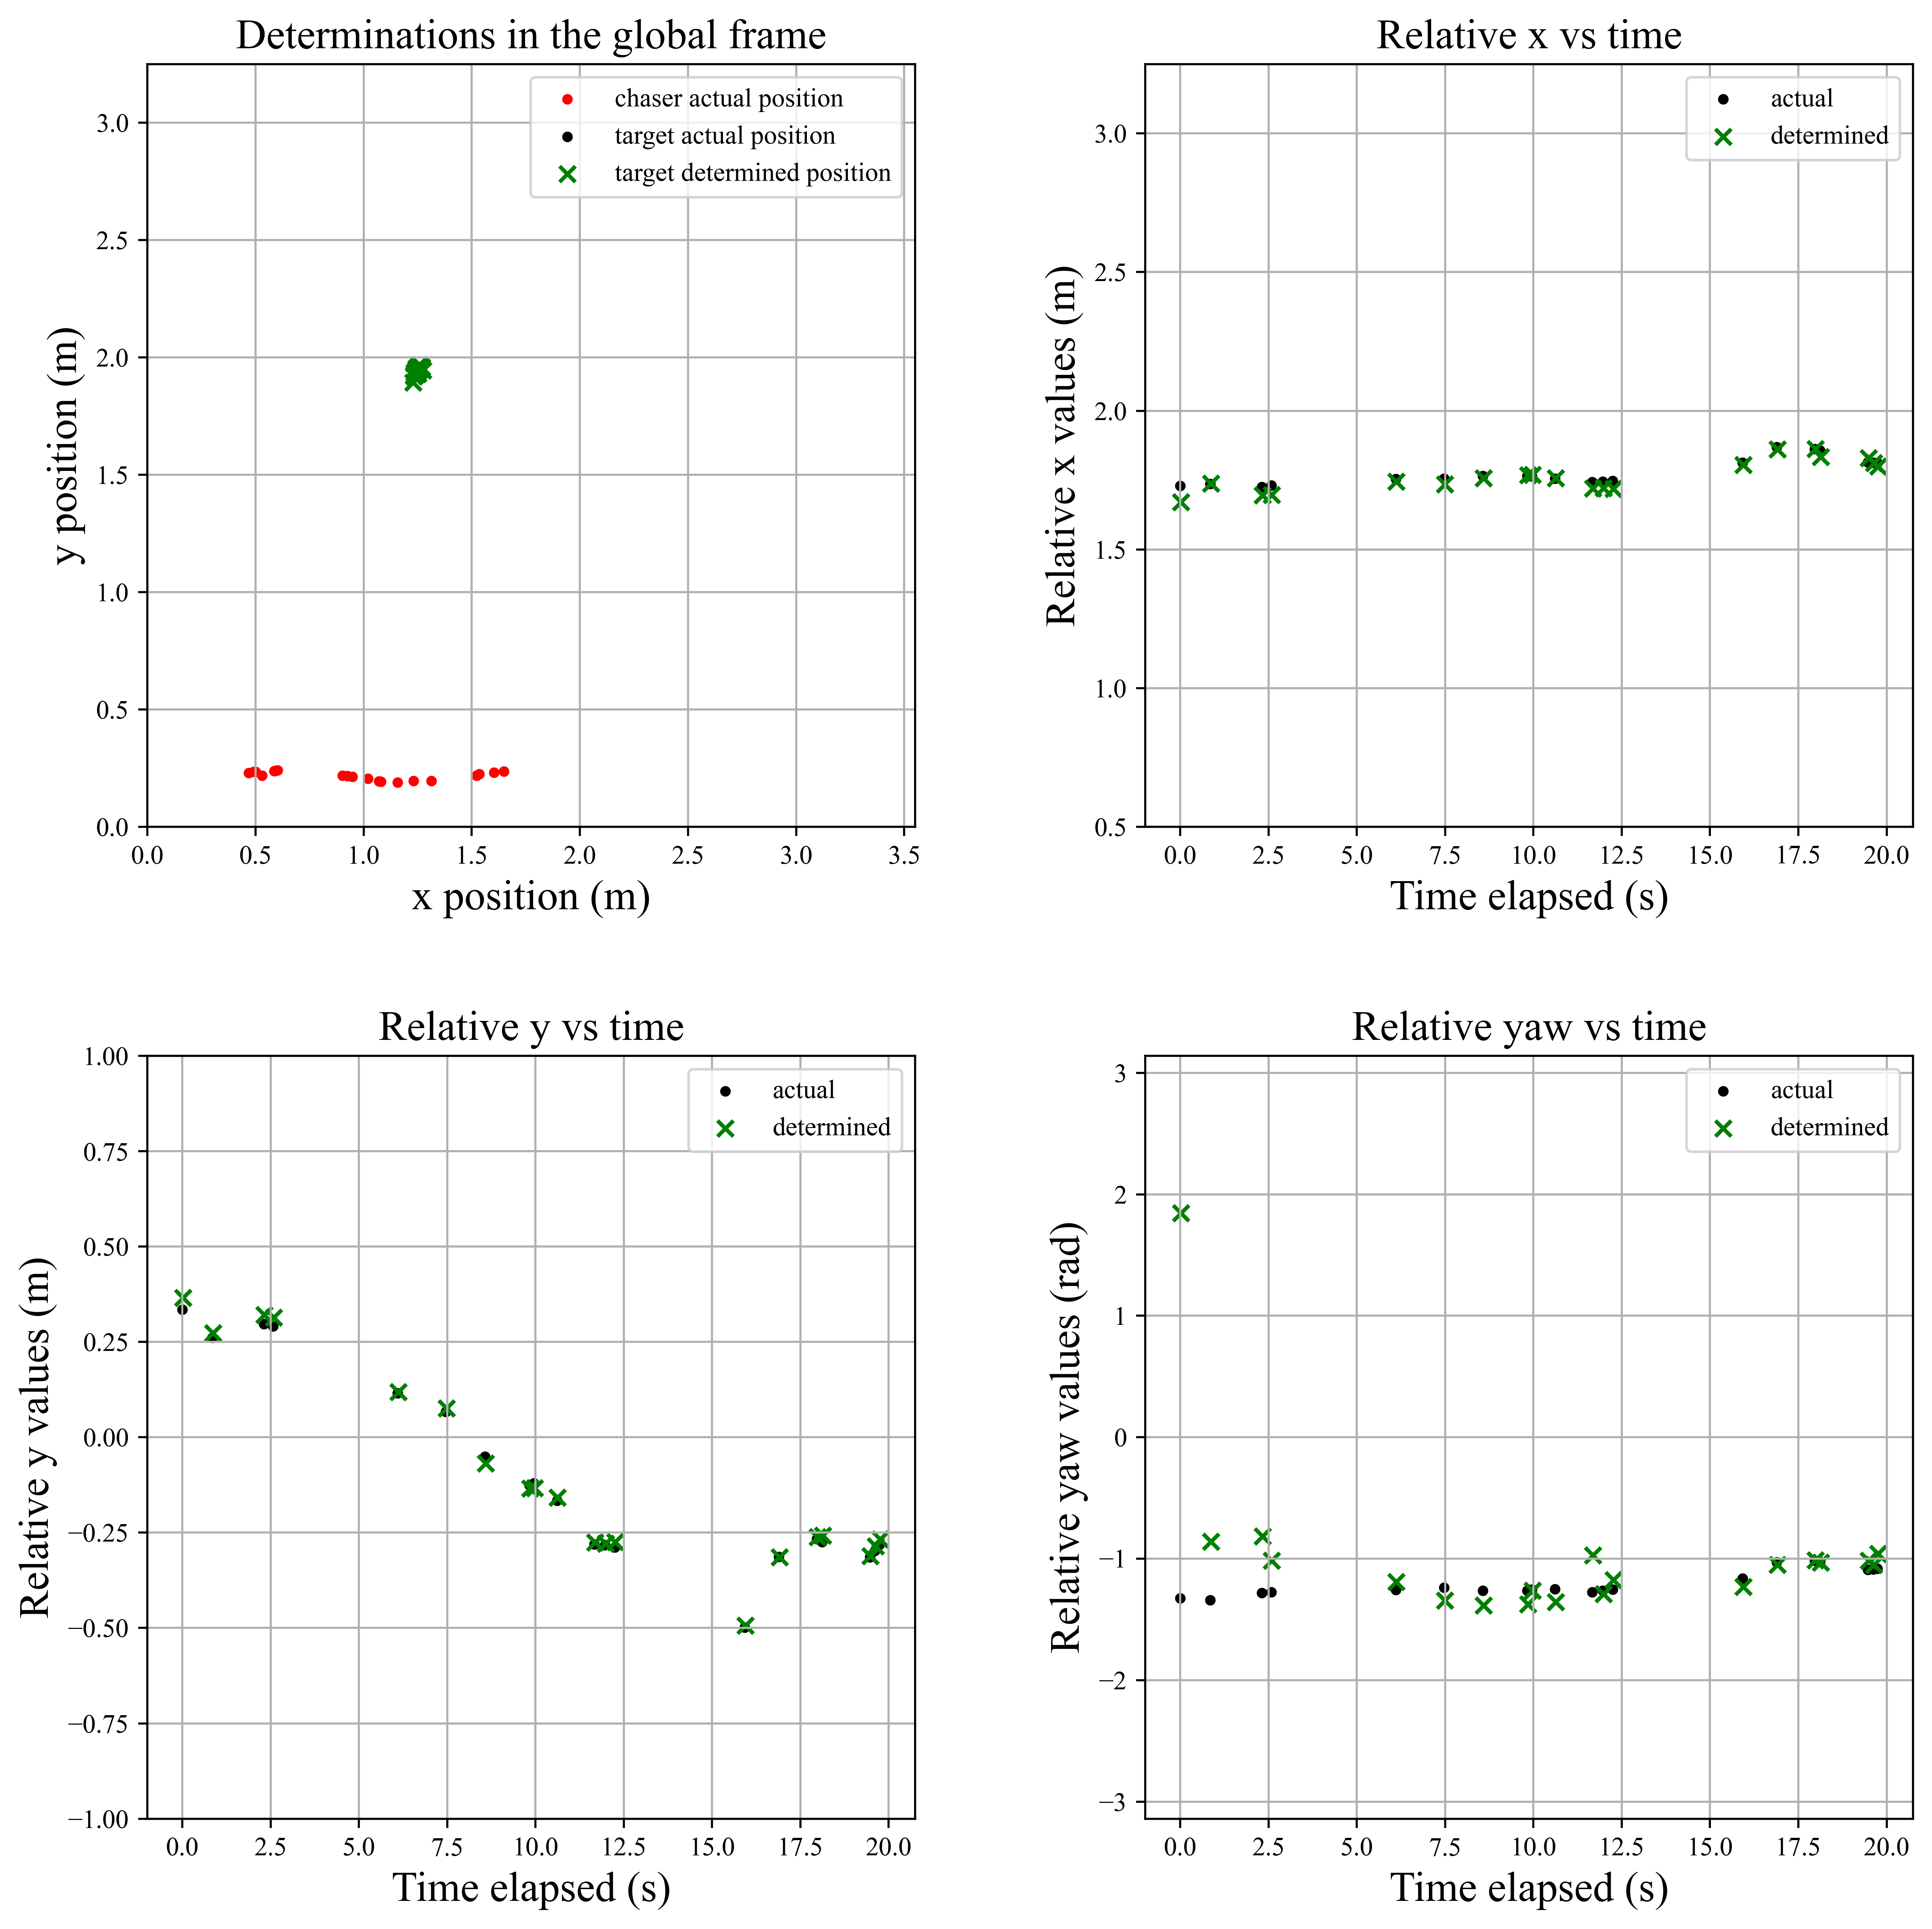 Determinations in the global frame
chaser actual position
target actual position
target determined position
y position (m)
3.0
2.5
2.0
1.5
1.0
0.5
0.0
0.0 0.5 1.0 1.5 2.0 2.5 3.0 3.5
x position (m)
Relative x vs time
actual
determined
Relative x values (m)
3.0
2.5
2.0
1.5
1.0
0.5
0.0 2.5 5.0 7.5 10.0 12.5 15.0 17.5 20.0
Time elapsed (s)
Relative y vs time
actual
determined
Relative y values (m)
1.00
0.75
0.50
0.25
0.00
−0.25
−0.50
−0.75
−1.00
0.0 2.5 5.0 7.5 10.0 12.5 15.0 17.5 20.0
Time elapsed (s)
Relative yaw vs time
actual
determined
Relative yaw values (rad)
3
2
1
0
−1
−2
−3
0.0 2.5 5.0 7.5 10.0 12.5 15.0 17.5 20.0
Time elapsed (s)